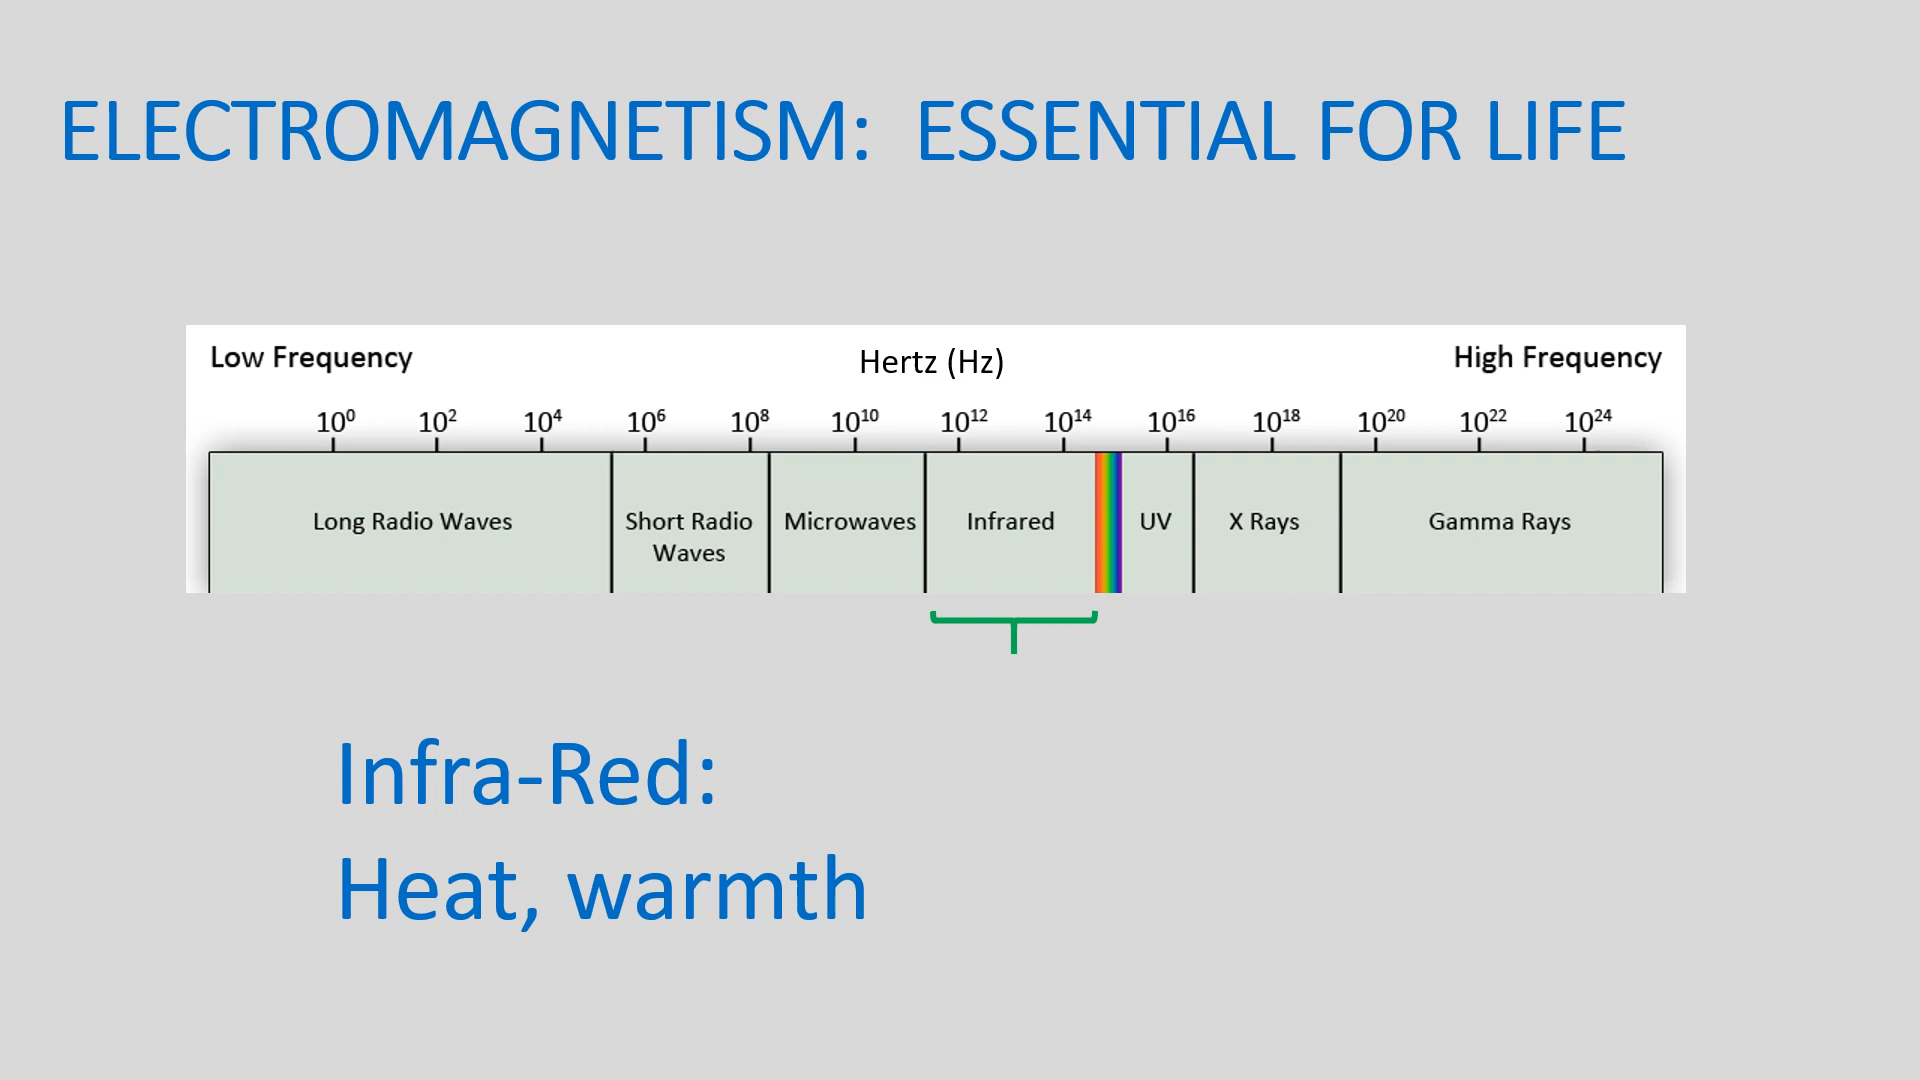 ELECTROMAGNETISM:  ESSENTIAL FOR LIFE
Low Frequency Hertz (Hz) High Frequency
10⁰ 10² 10⁴ 10⁶ 10⁸ 10¹⁰ 10¹² 10¹⁴ 10¹⁶ 10¹⁸ 10²⁰ 10²² 10²⁴
Long Radio Waves Short Radio Microwaves Infrared UV X Rays Gamma Rays
Waves
Infra-Red:
Heat, warmth